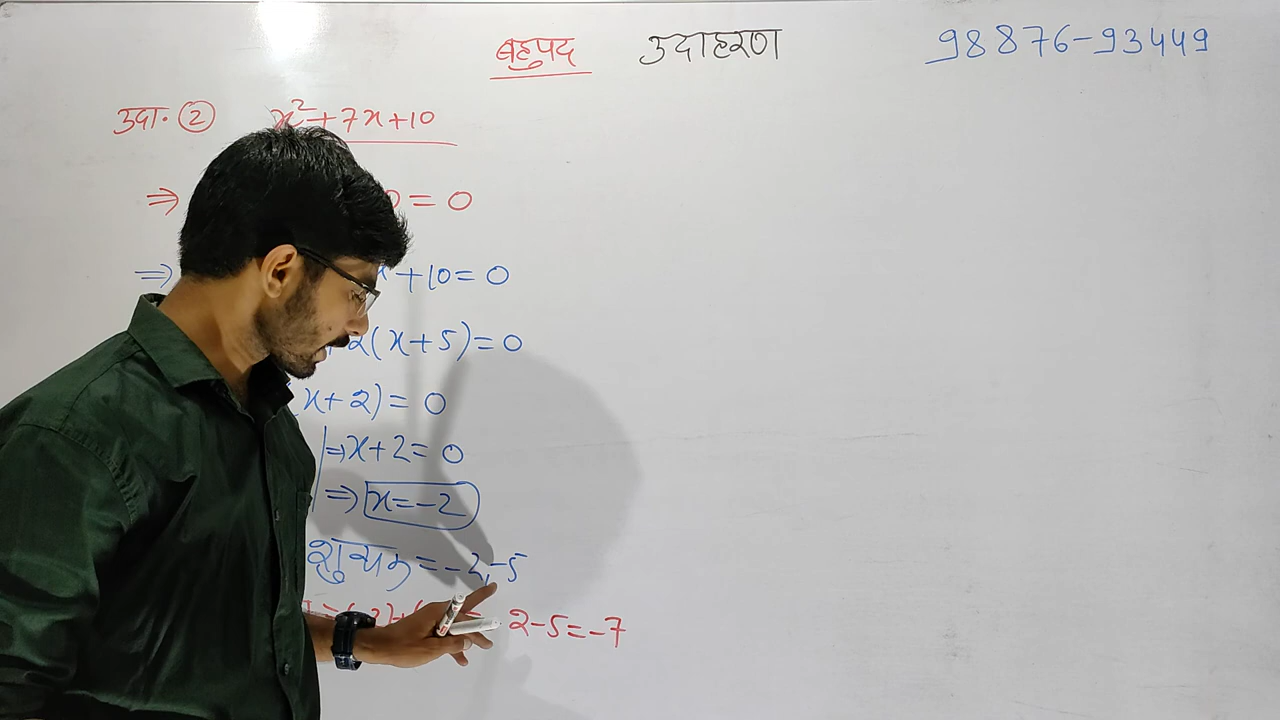 बहुपद उदाहरण 98876-93449
उदा. ② x²+7x+10
⇒ 0 = 0
⇒ x+10=0
2(x+5)=0
(x+2)=0
⇒x+2=0
⇒ x=-2
शुन्यक = -2,-5
2-5=-7